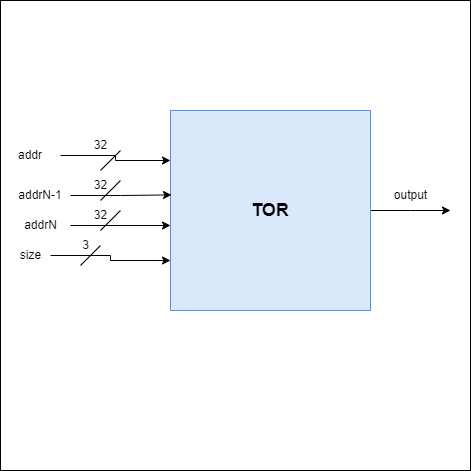 addr
32
addrN-1
32
addrN
32
size
3
TOR
output